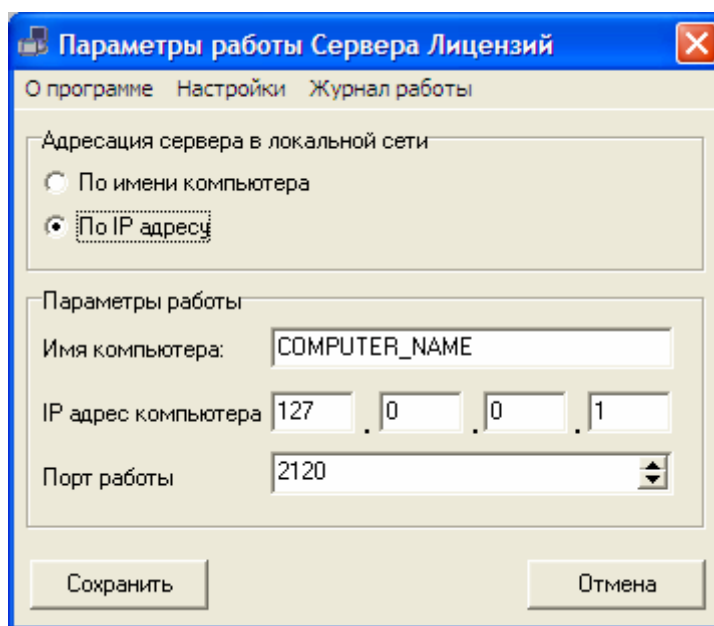 Параметры работы Сервера Лицензий
О программе Настройки Журнал работы
Адресация сервера в локальной сети
По имени компьютера
По IP адресу
Параметры работы
Имя компьютера: COMPUTER_NAME
IP адрес компьютера 127 . 0 . 0 . 1
Порт работы 2120
Сохранить Отмена